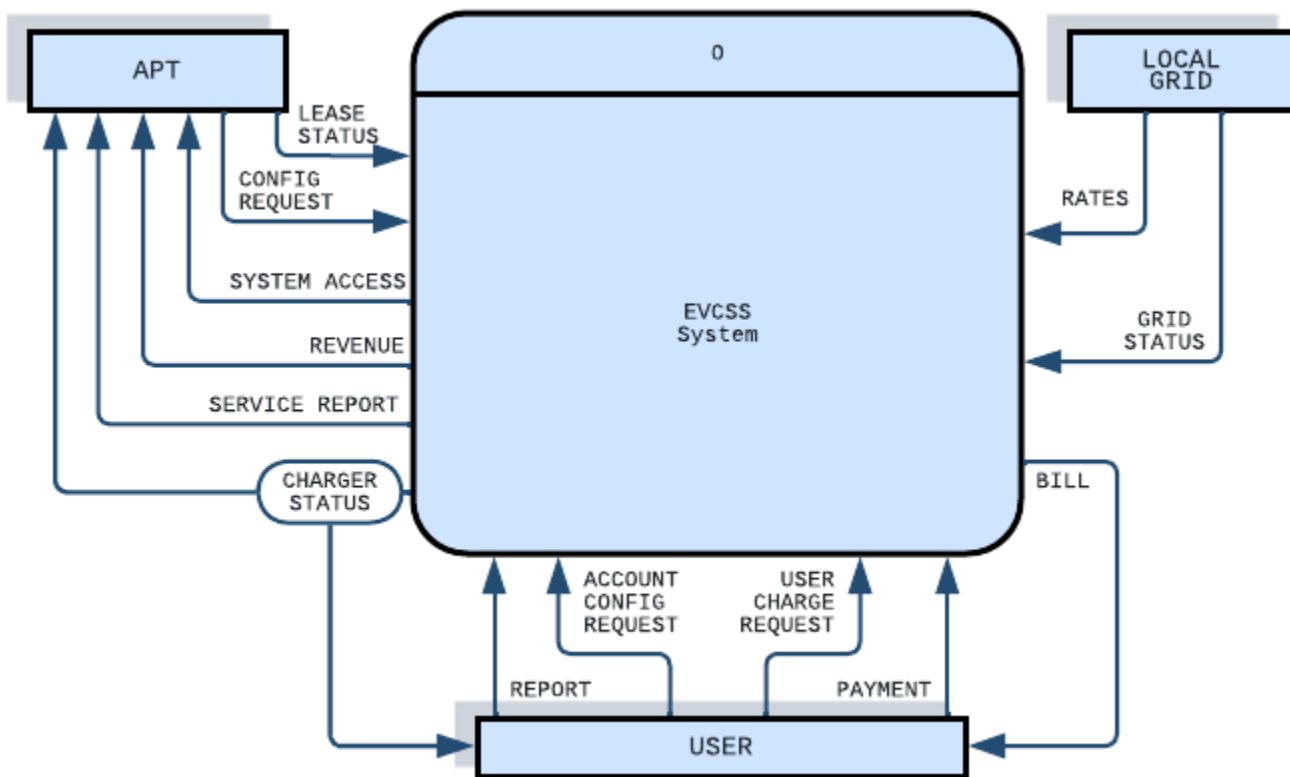 APT
O
LOCAL
GRID
LEASE
STATUS
CONFIG
REQUEST
RATES
SYSTEM ACCESS
EVCSS
System
GRID
STATUS
REVENUE
SERVICE REPORT
CHARGER
STATUS
BILL
ACCOUNT
CONFIG
REQUEST
USER
CHARGE
REQUEST
REPORT
PAYMENT
USER